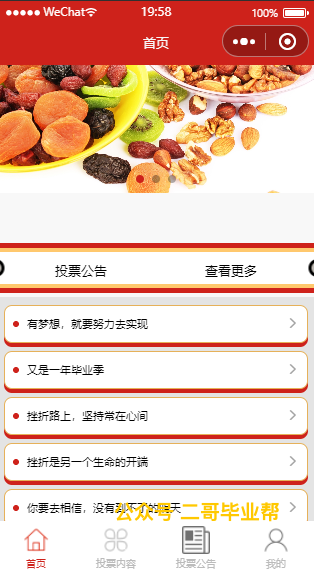 WeChat 19:58 100%
首页
投票公告 查看更多
有梦想，就要努力去实现
又是一年毕业季
挫折路上，坚持常在心间
挫折是另一个生命的开端
你要去相信，没有到不了的明天
公众号 二哥毕业帮
首页 投票内容 投票公告 我的